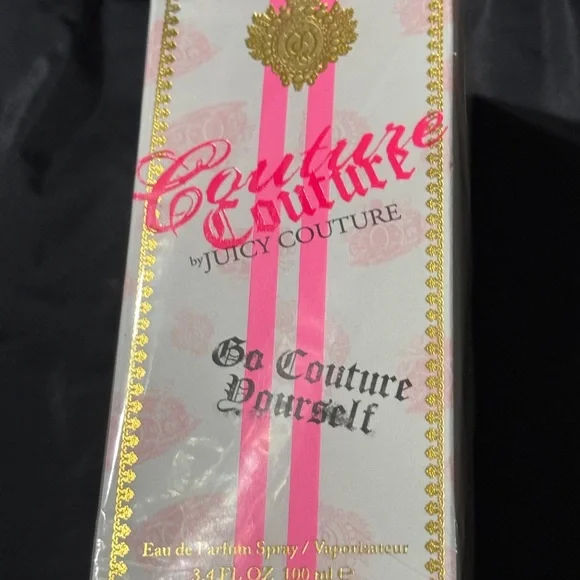 Couture
Couture
by JUICY COUTURE
Go Couture
Yourself
Eau de Parfum Spray / Vaporisateur
3.4 FL OZ 100 ml ℮